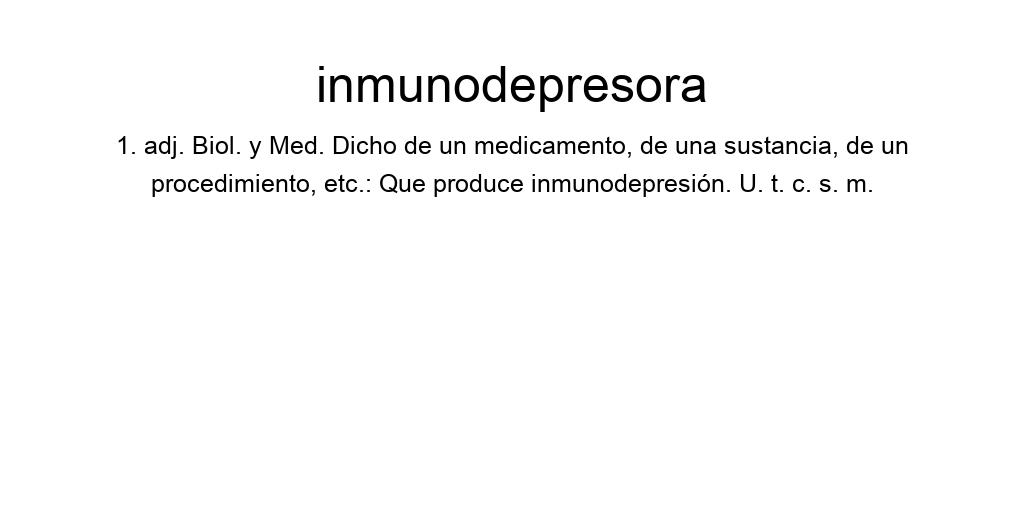 inmunodepresora
1. adj. Biol. y Med. Dicho de un medicamento, de una sustancia, de un
procedimiento, etc.: Que produce inmunodepresión. U. t. c. s. m.